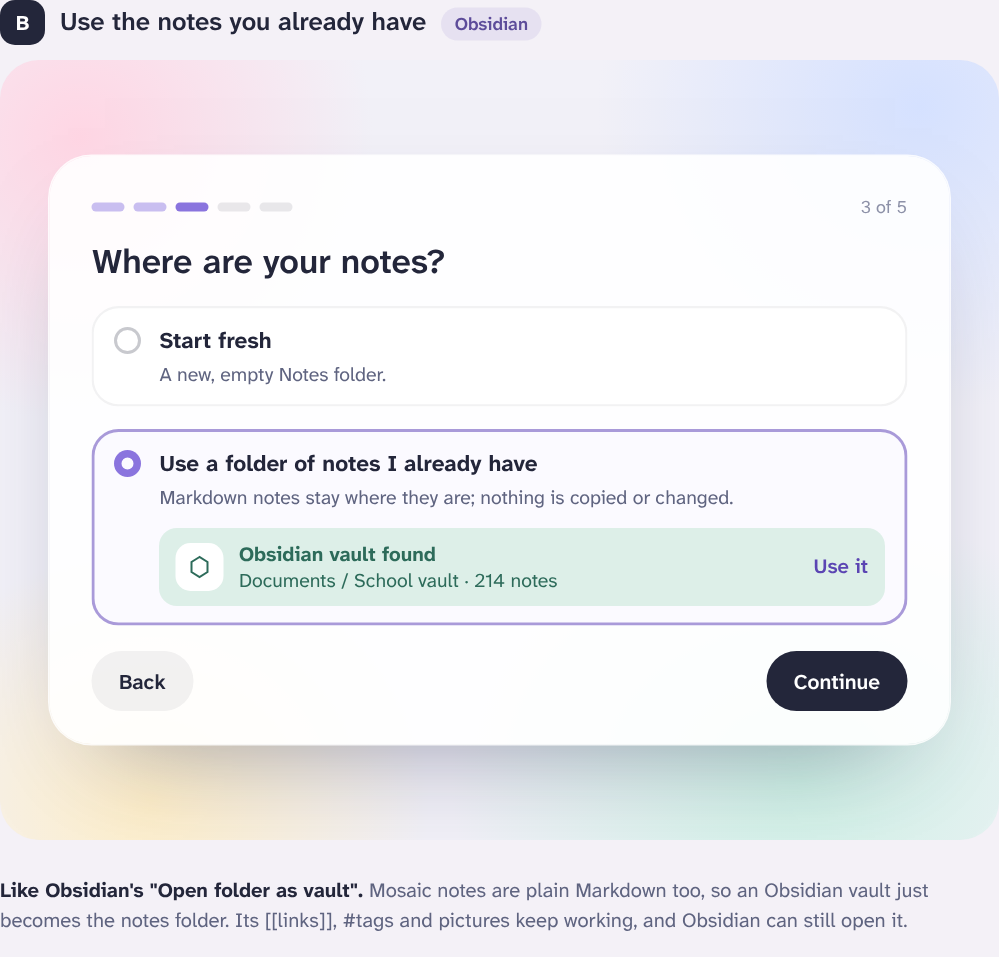 B Use the notes you already have Obsidian
3 of 5
Where are your notes?
Start fresh
A new, empty Notes folder.
Use a folder of notes I already have
Markdown notes stay where they are; nothing is copied or changed.
Obsidian vault found
Documents / School vault · 214 notes
Use it
Back
Continue
Like Obsidian's "Open folder as vault". Mosaic notes are plain Markdown too, so an Obsidian vault just
becomes the notes folder. Its [[links]], #tags and pictures keep working, and Obsidian can still open it.